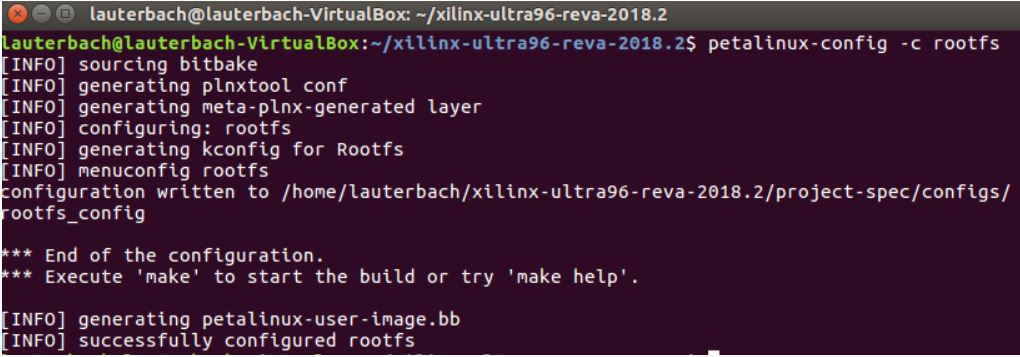 lauterbach@lauterbach-VirtualBox: ~/xilinx-ultra96-reva-2018.2
lauterbach@lauterbach-VirtualBox:~/xilinx-ultra96-reva-2018.2$ petalinux-config -c rootfs
[INFO] sourcing bitbake
[INFO] generating plnxtool conf
[INFO] generating meta-plnx-generated layer
[INFO] configuring: rootfs
[INFO] generating kconfig for Rootfs
[INFO] menuconfig rootfs
configuration written to /home/lauterbach/xilinx-ultra96-reva-2018.2/project-spec/configs/
rootfs_config
*** End of the configuration.
*** Execute 'make' to start the build or try 'make help'.
[INFO] generating petalinux-user-image.bb
[INFO] successfully configured rootfs